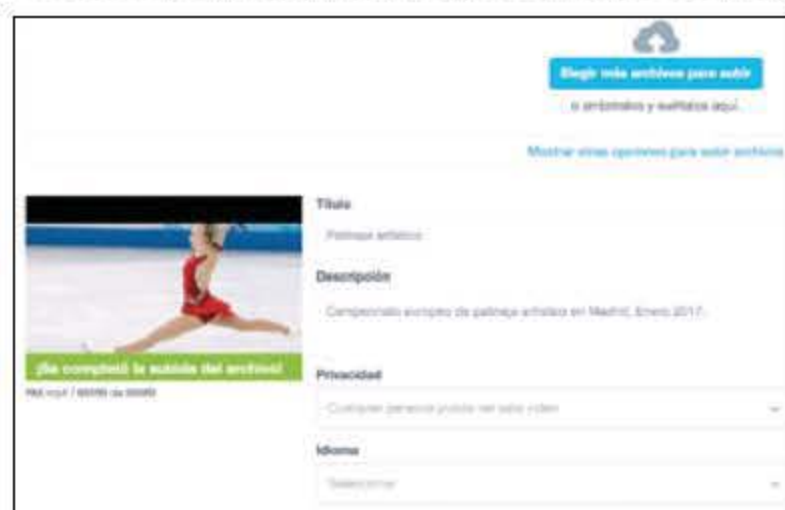 Elegir más archivos para subir
o arrástralos y suéltalos aquí.
Mostrar otras opciones para subir archivos
Título
Patinaje artístico
Descripción
Campeonato europeo de patinaje artístico en Madrid, Enero 2017.
¡Se completó la subida del archivo!
Privacidad
Cualquier persona puede ver este vídeo
Idioma
Seleccionar